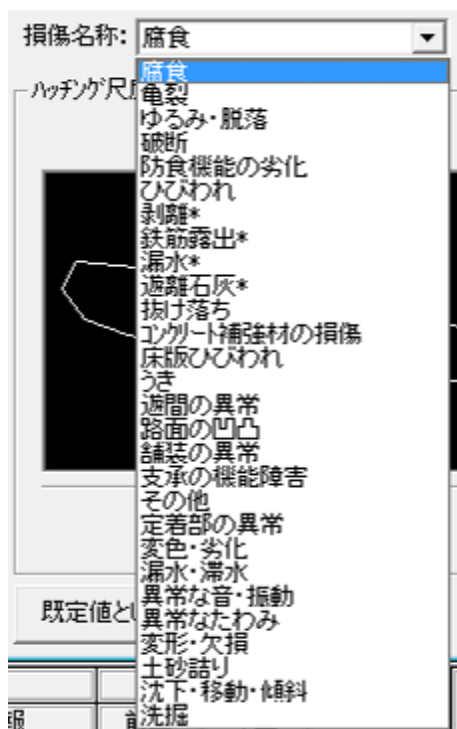 損傷名称: 腐食
腐食
ﾊｯﾁﾝｸﾞ尺
亀裂
ゆるみ・脱落
破断
防食機能の劣化
ひびわれ
剥離*
鉄筋露出*
漏水*
遊離石灰*
抜け落ち
ｺﾝｸﾘｰﾄ補強材の損傷
床版ひびわれ
うき
遊間の異常
路面の凹凸
舗装の異常
支承の機能障害
その他
定着部の異常
変色・劣化
漏水・滞水
異常な音・振動
既定値とし
異常なたわみ
変形・欠損
土砂詰り
沈下・移動・傾斜
洗掘
報